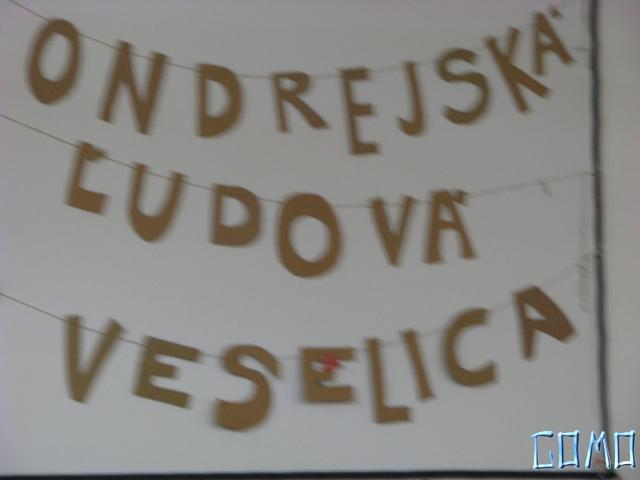 ONDREJSKÁ
ĽUDOVÁ
VESELICA
COMO